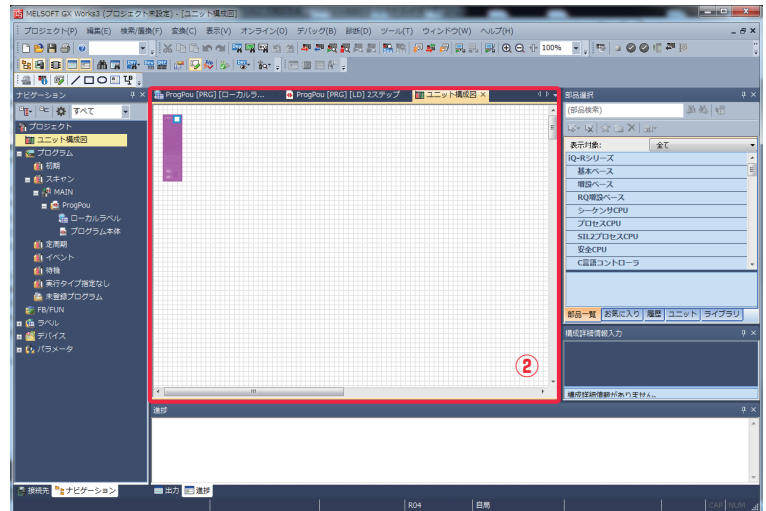 MELSOFT GX Works3 (プロジェクト未設定) - [ユニット構成図]
プロジェクト(P) 編集(E) 検索/置換(F) 変換(C) 表示(V) オンライン(O) デバッグ(B) 診断(D) ツール(T) ウィンドウ(W) ヘルプ(H)
100%
ナビゲーション
すべて
プロジェクト
ユニット構成図
プログラム
初期
スキャン
MAIN
ProgPou
ローカルラベル
プログラム本体
定周期
イベント
待機
実行タイプ指定なし
未登録プログラム
FB/FUN
ラベル
デバイス
パラメータ
接続先 ナビゲーション
ProgPou [PRG] [ローカルラ... ProgPou [PRG] [LD] 2ステップ ユニット構成図
②
部品選択
(部品検索)
表示対象: 全て
iQ-Rシリーズ
基本ベース
増設ベース
RQ増設ベース
シーケンサCPU
プロセスCPU
SIL2プロセスCPU
安全CPU
C言語コントローラ
部品一覧 お気に入り 履歴 ユニット ライブラリ
構成詳細情報入力
構成詳細情報がありません。
進捗
出力 進捗
R04 自局 CAP NUM